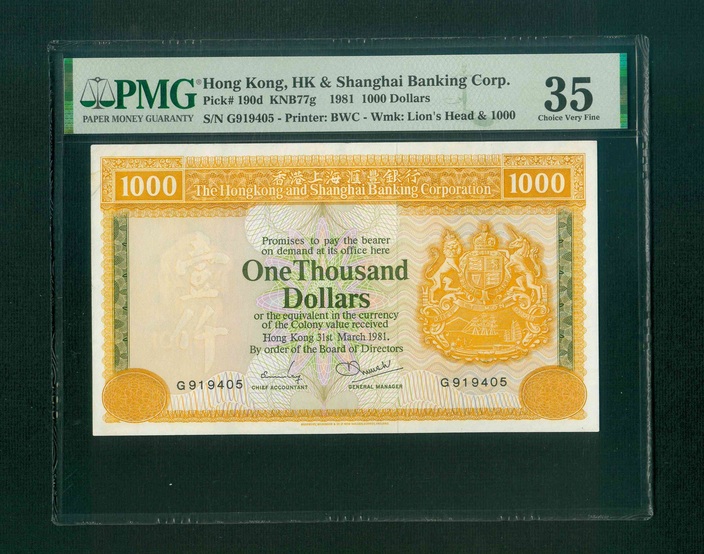 PMG
PAPER MONEY GUARANTY
Hong Kong, HK & Shanghai Banking Corp.
Pick# 190d KNB77g 1981 1000 Dollars
S/N G919405 - Printer: BWC - Wmk: Lion's Head & 1000
35
Choice Very Fine
1000
香港上海滙豐銀行
The Hongkong and Shanghai Banking Corporation
1000
壹仟
Promises to pay the bearer
on demand at its office here
One Thousand
Dollars
or the equivalent in the currency
of the Colony value received
Hong Kong 31st March 1981.
By order of the Board of Directors
G919405
CHIEF ACCOUNTANT
GENERAL MANAGER
G919405